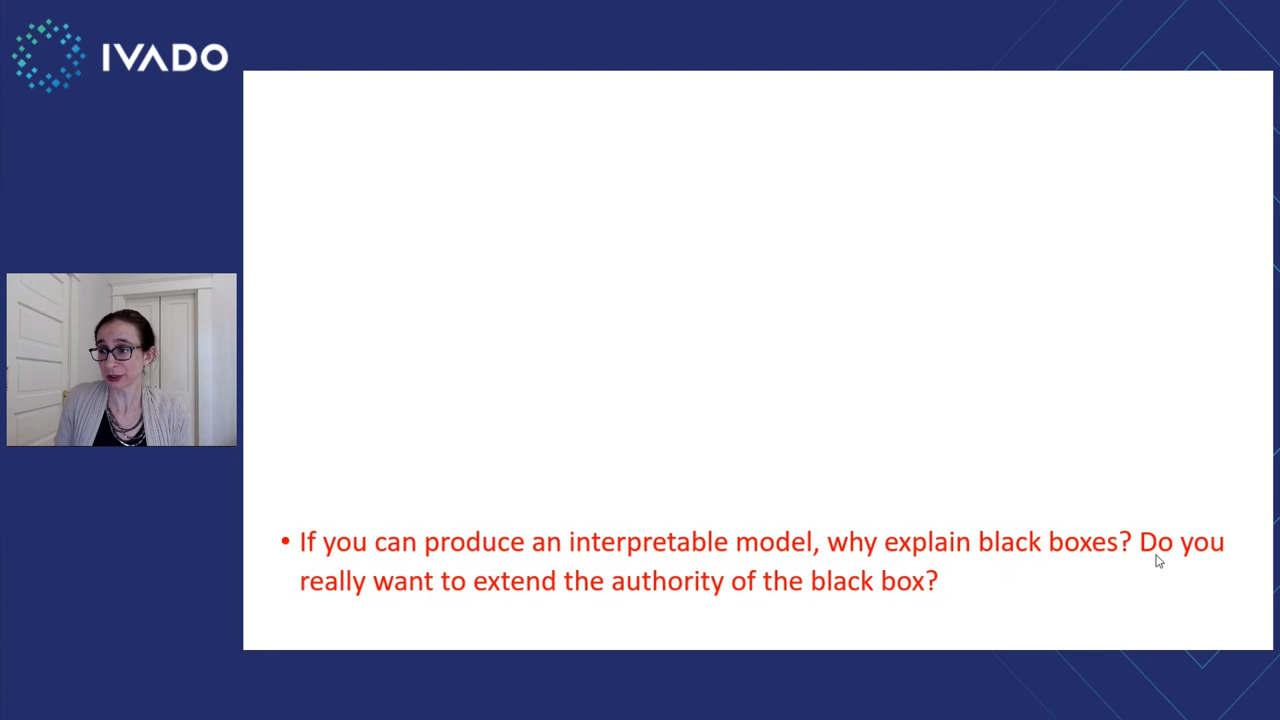 IVADO
• If you can produce an interpretable model, why explain black boxes? Do you
really want to extend the authority of the black box?